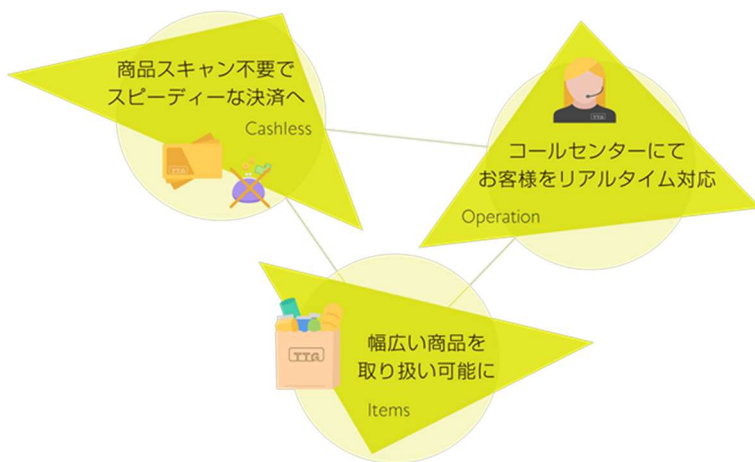 商品スキャン不要で
スピーディーな決済へ
Cashless
TTG
コールセンターにて
お客様をリアルタイム対応
Operation
TTG
幅広い商品を
取り扱い可能に
Items
TTG